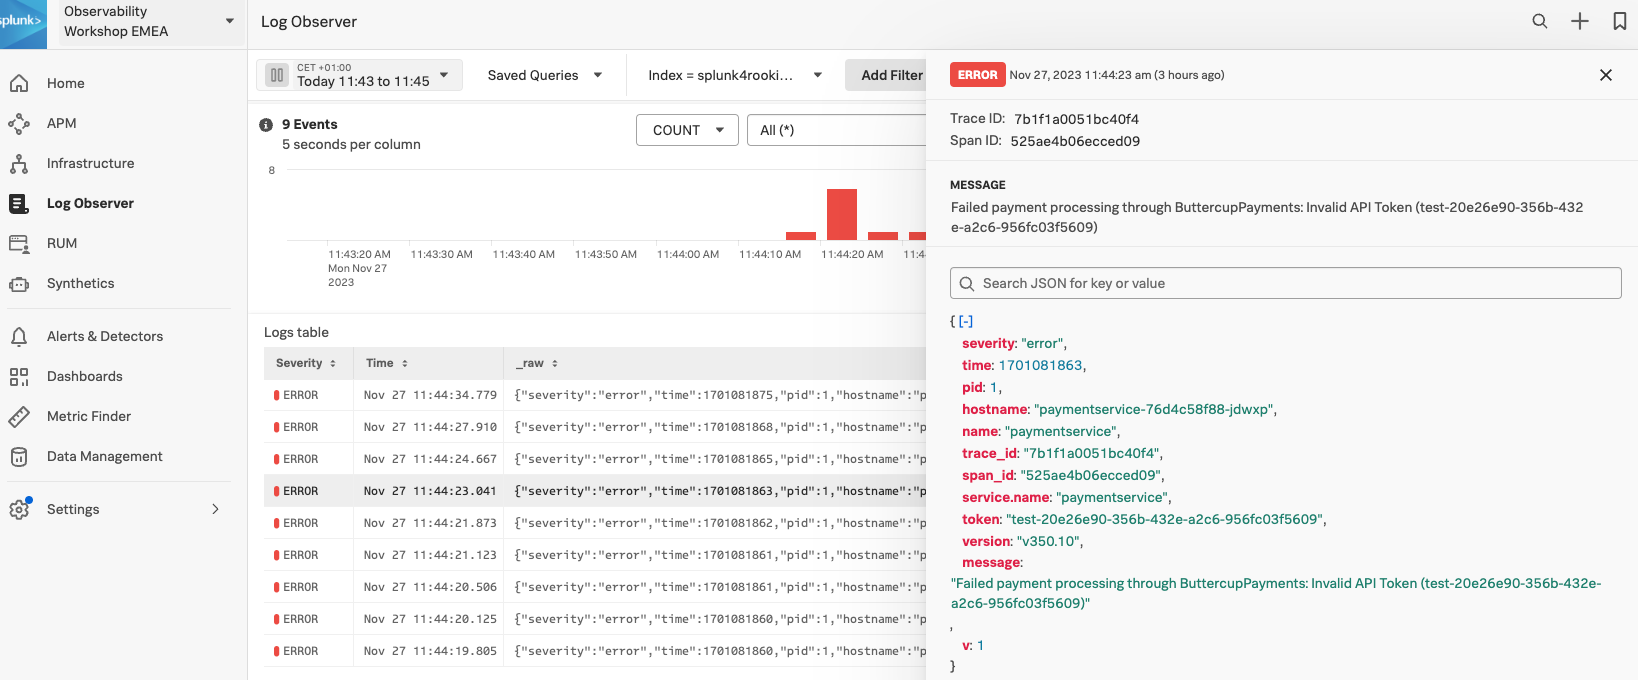 splunk>
Observability
Workshop EMEA
Log Observer
Home
APM
Infrastructure
Log Observer
RUM
Synthetics
Alerts & Detectors
Dashboards
Metric Finder
Data Management
Settings
CET +01:00
Today 11:43 to 11:45
Saved Queries
Index = splunk4rooki...
Add Filter
9 Events
5 seconds per column
COUNT
All (*)
8
11:43:20 AM 11:43:30 AM 11:43:40 AM 11:43:50 AM 11:44:00 AM 11:44:10 AM 11:44:20 AM 11:44
Mon Nov 27
2023
Logs table
Severity Time _raw
ERROR Nov 27 11:44:34.779 {"severity":"error","time":1701081875,"pid":1,"hostname":"p
ERROR Nov 27 11:44:27.910 {"severity":"error","time":1701081868,"pid":1,"hostname":"p
ERROR Nov 27 11:44:24.667 {"severity":"error","time":1701081865,"pid":1,"hostname":"p
ERROR Nov 27 11:44:23.041 {"severity":"error","time":1701081863,"pid":1,"hostname":"p
ERROR Nov 27 11:44:21.873 {"severity":"error","time":1701081862,"pid":1,"hostname":"p
ERROR Nov 27 11:44:21.123 {"severity":"error","time":1701081861,"pid":1,"hostname":"p
ERROR Nov 27 11:44:20.506 {"severity":"error","time":1701081861,"pid":1,"hostname":"p
ERROR Nov 27 11:44:20.125 {"severity":"error","time":1701081860,"pid":1,"hostname":"p
ERROR Nov 27 11:44:19.805 {"severity":"error","time":1701081860,"pid":1,"hostname":"p
ERROR Nov 27, 2023 11:44:23 am (3 hours ago)
Trace ID: 7b1f1a0051bc40f4
Span ID: 525ae4b06ecced09
MESSAGE
Failed payment processing through ButtercupPayments: Invalid API Token (test-20e26e90-356b-432
e-a2c6-956fc03f5609)
Search JSON for key or value
{ [-]
severity: "error",
time: 1701081863,
pid: 1,
hostname: "paymentservice-76d4c58f88-jdwxp",
name: "paymentservice",
trace_id: "7b1f1a0051bc40f4",
span_id: "525ae4b06ecced09",
service.name: "paymentservice",
token: "test-20e26e90-356b-432e-a2c6-956fc03f5609",
version: "v350.10",
message:
"Failed payment processing through ButtercupPayments: Invalid API Token (test-20e26e90-356b-432e-
a2c6-956fc03f5609)"
,
v: 1
}